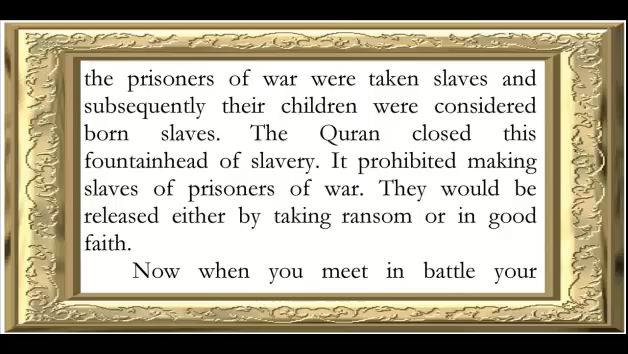 the prisoners of war were taken slaves and
subsequently their children were considered
born slaves. The Quran closed this
fountainhead of slavery. It prohibited making
slaves of prisoners of war. They would be
released either by taking ransom or in good
faith.
Now when you meet in battle your